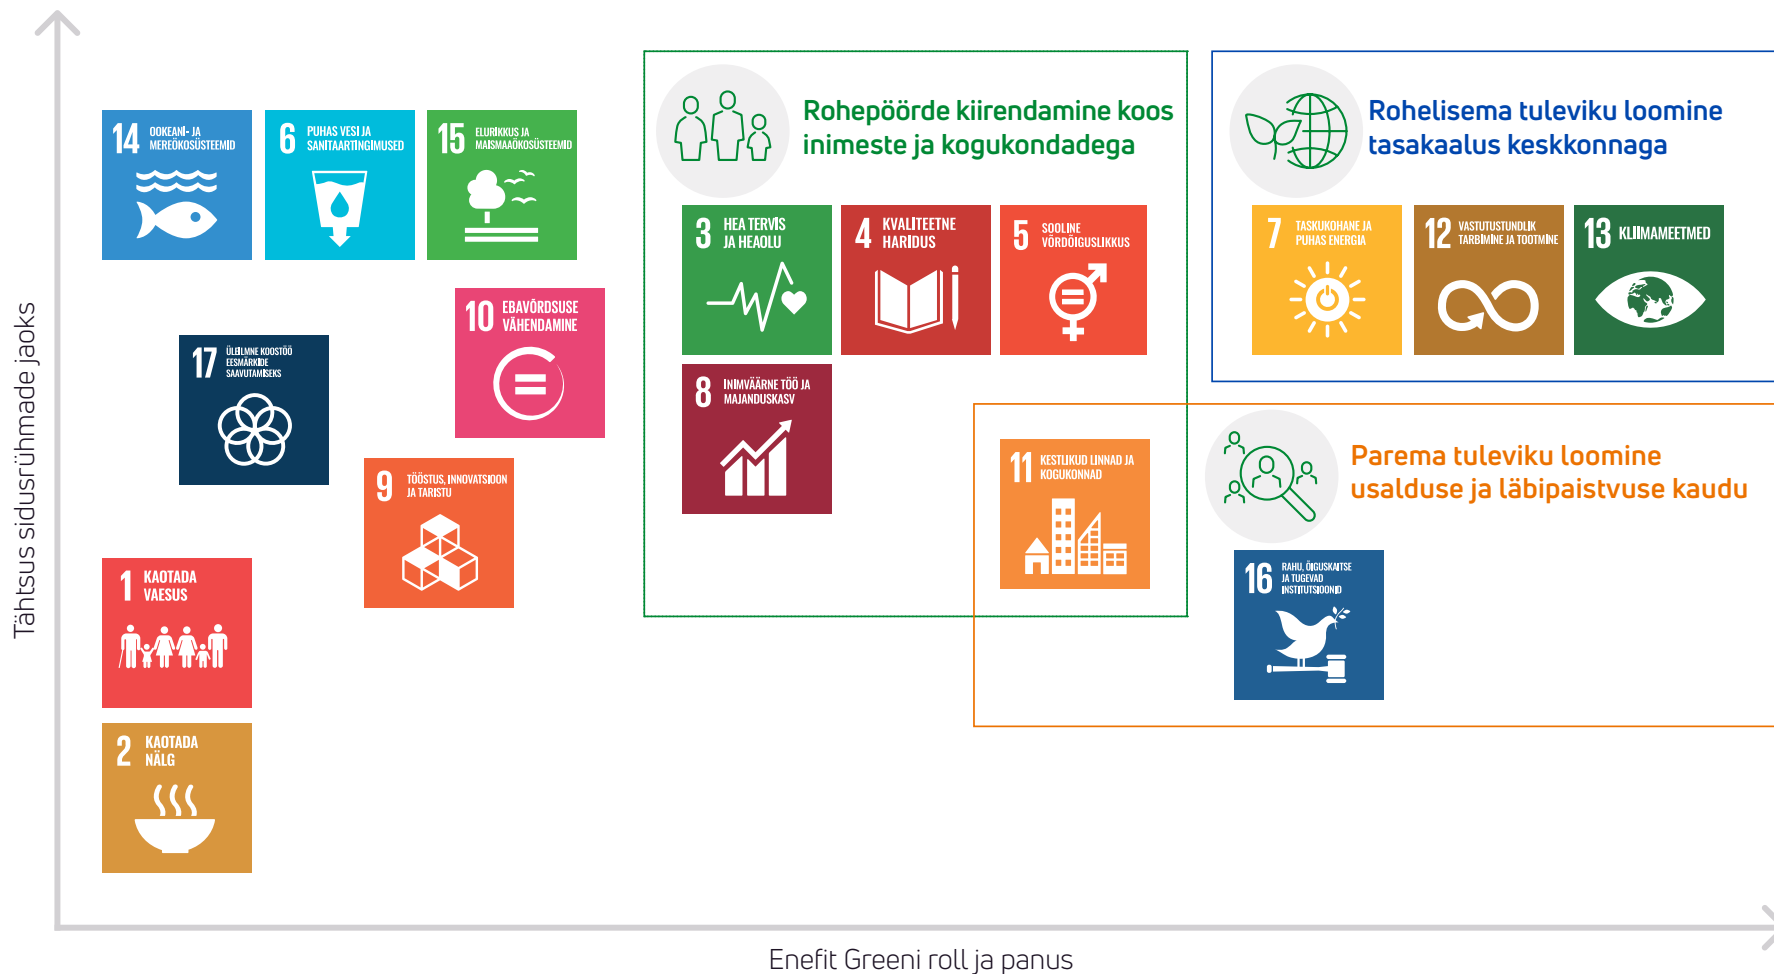 Tähtsus sidusrühmade jaoks
14 OOKEANI- JA
MEREÖKOSÜSTEEMID
6 PUHAS VESI JA
SANITAARTINGIMUSED
15 ELURIKKUS JA
MAISMAAÖKOSÜSTEEMID
17 ÜLEILMNE KOOSTÖÖ
EESMÄRKIDE
SAAVUTAMISEKS
10 EBAVÕRDSUSE
VÄHENDAMINE
9 TÖÖSTUS, INNOVATSIOON
JA TARISTU
1 KAOTADA
VAESUS
2 KAOTADA
NÄLG
Rohepöörde kiirendamine koos
inimeste ja kogukondadega
3 HEA TERVIS
JA HEAOLU
4 KVALITEETNE
HARIDUS
5 SOOLINE
VÕRDÕIGUSLIKKUS
8 INIMVÄÄRNE TÖÖ JA
MAJANDUSKASV
11 KESTLIKUD LINNAD JA
KOGUKONNAD
Rohelisema tuleviku loomine
tasakaalus keskkonnaga
7 TASKUKOHANE JA
PUHAS ENERGIA
12 VASTUTUSTUNDLIK
TARBIMINE JA TOOTMINE
13 KLIIMAMEETMED
Parema tuleviku loomine
usalduse ja läbipaistvuse kaudu
16 RAHU, ÕIGUSKAITSE
JA TUGEVAD
INSTITUTSIOONID
Enefit Greeni roll ja panus